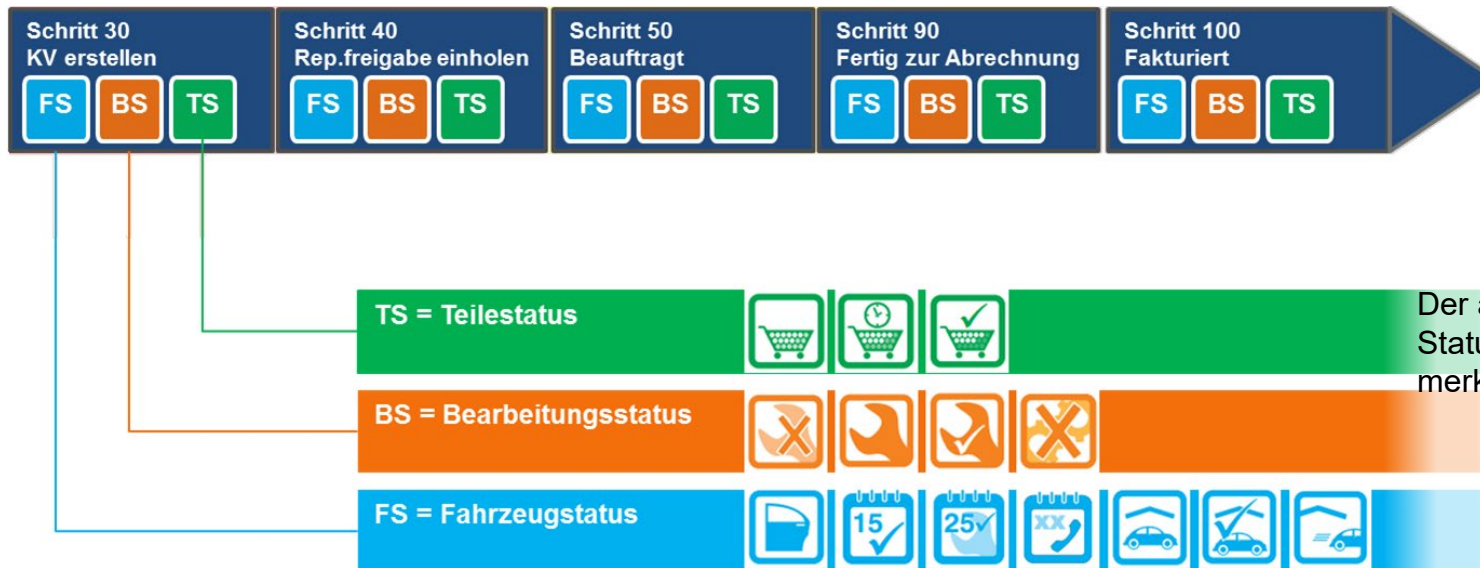 Schritt 30
KV erstellen
FS BS TS
Schritt 40
Rep.freigabe einholen
FS BS TS
Schritt 50
Beauftragt
FS BS TS
Schritt 90
Fertig zur Abrechnung
FS BS TS
Schritt 100
Fakturiert
FS BS TS
TS = Teilestatus
Der
BS = Bearbeitungsstatus
FS = Fahrzeugstatus
15
25
xx